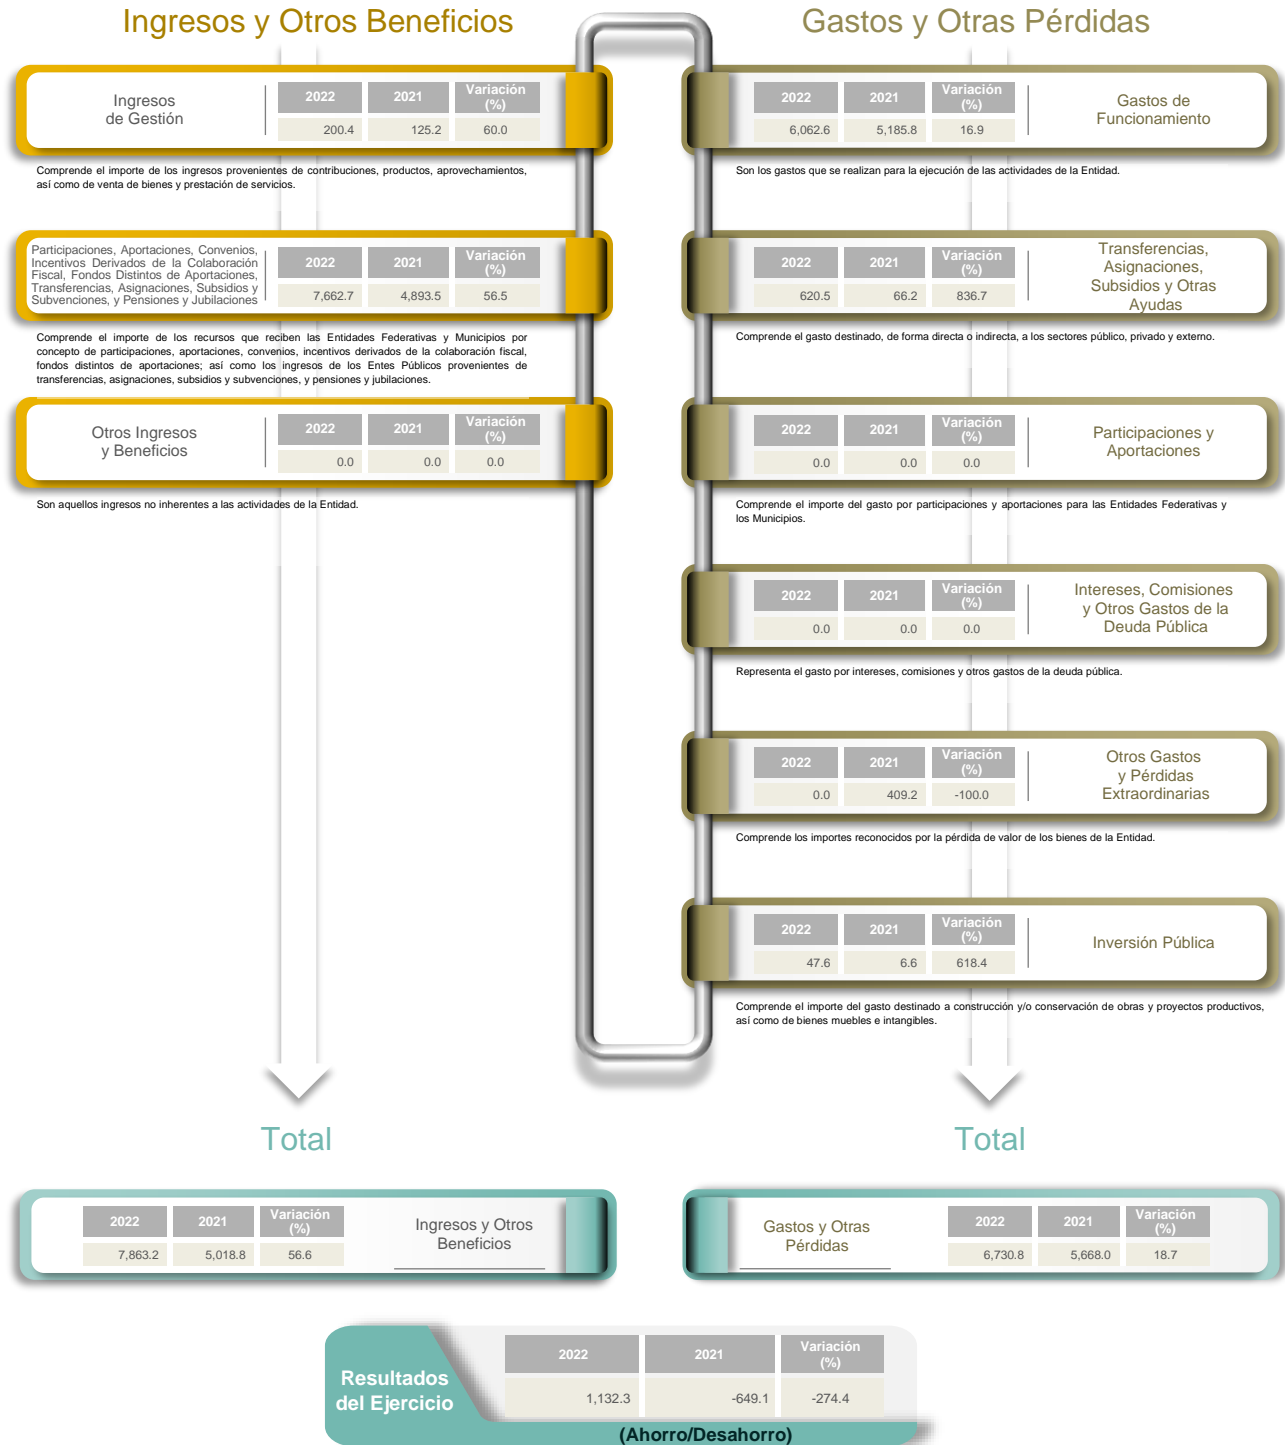 Ingresos y Otros Beneficios
Ingresos
de Gestión
2022 2021 Variación
(%)
200.4 125.2 60.0
Comprende el importe de los ingresos provenientes de contribuciones, productos, aprovechamientos,
así como de venta de bienes y prestación de servicios.
Participaciones, Aportaciones, Convenios,
Incentivos Derivados de la Colaboración
Fiscal, Fondos Distintos de Aportaciones,
Transferencias, Asignaciones, Subsidios y
Subvenciones, y Pensiones y Jubilaciones
2022 2021 Variación
(%)
7,662.7 4,893.5 56.5
Comprende el importe de los recursos que reciben las Entidades Federativas y Municipios por
concepto de participaciones, aportaciones, convenios, incentivos derivados de la colaboración fiscal,
fondos distintos de aportaciones; así como los ingresos de los Entes Públicos provenientes de
transferencias, asignaciones, subsidios y subvenciones, y pensiones y jubilaciones.
Otros Ingresos
y Beneficios
2022 2021 Variación
(%)
0.0 0.0 0.0
Son aquellos ingresos no inherentes a las actividades de la Entidad.
Gastos y Otras Pérdidas
2022 2021 Variación
(%)
6,062.6 5,185.8 16.9
Gastos de
Funcionamiento
Son los gastos que se realizan para la ejecución de las actividades de la Entidad.
2022 2021 Variación
(%)
620.5 66.2 836.7
Transferencias,
Asignaciones,
Subsidios y Otras
Ayudas
Comprende el gasto destinado, de forma directa o indirecta, a los sectores público, privado y externo.
2022 2021 Variación
(%)
0.0 0.0 0.0
Participaciones y
Aportaciones
Comprende el importe del gasto por participaciones y aportaciones para las Entidades Federativas y
los Municipios.
2022 2021 Variación
(%)
0.0 0.0 0.0
Intereses, Comisiones
y Otros Gastos de la
Deuda Pública
Representa el gasto por intereses, comisiones y otros gastos de la deuda pública.
2022 2021 Variación
(%)
0.0 409.2 -100.0
Otros Gastos
y Pérdidas
Extraordinarias
Comprende los importes reconocidos por la pérdida de valor de los bienes de la Entidad.
2022 2021 Variación
(%)
47.6 6.6 618.4
Inversión Pública
Comprende el importe del gasto destinado a construcción y/o conservación de obras y proyectos productivos,
así como de bienes muebles e intangibles.
Total
2022 2021 Variación
(%)
7,863.2 5,018.8 56.6
Ingresos y Otros
Beneficios
Total
Gastos y Otras
Pérdidas
2022 2021 Variación
(%)
6,730.8 5,668.0 18.7
Resultados
del Ejercicio
2022 2021 Variación
(%)
1,132.3 -649.1 -274.4
(Ahorro/Desahorro)